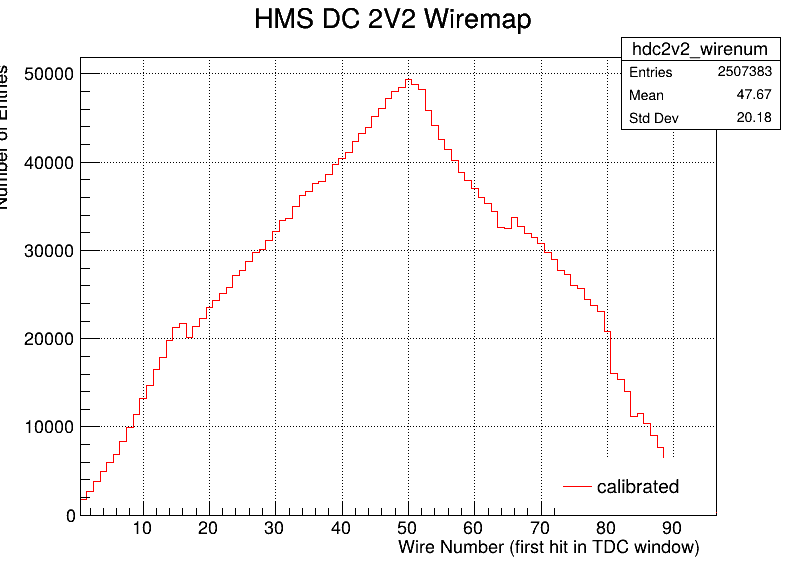 HMS DC 2V2 Wiremap
hdc2v2_wirenum
Entries 2507383
Mean 47.67
Std Dev 20.18
Number of Entries
50000
40000
30000
20000
10000
0
calibrated
10 20 30 40 50 60 70 80 90
Wire Number (first hit in TDC window)